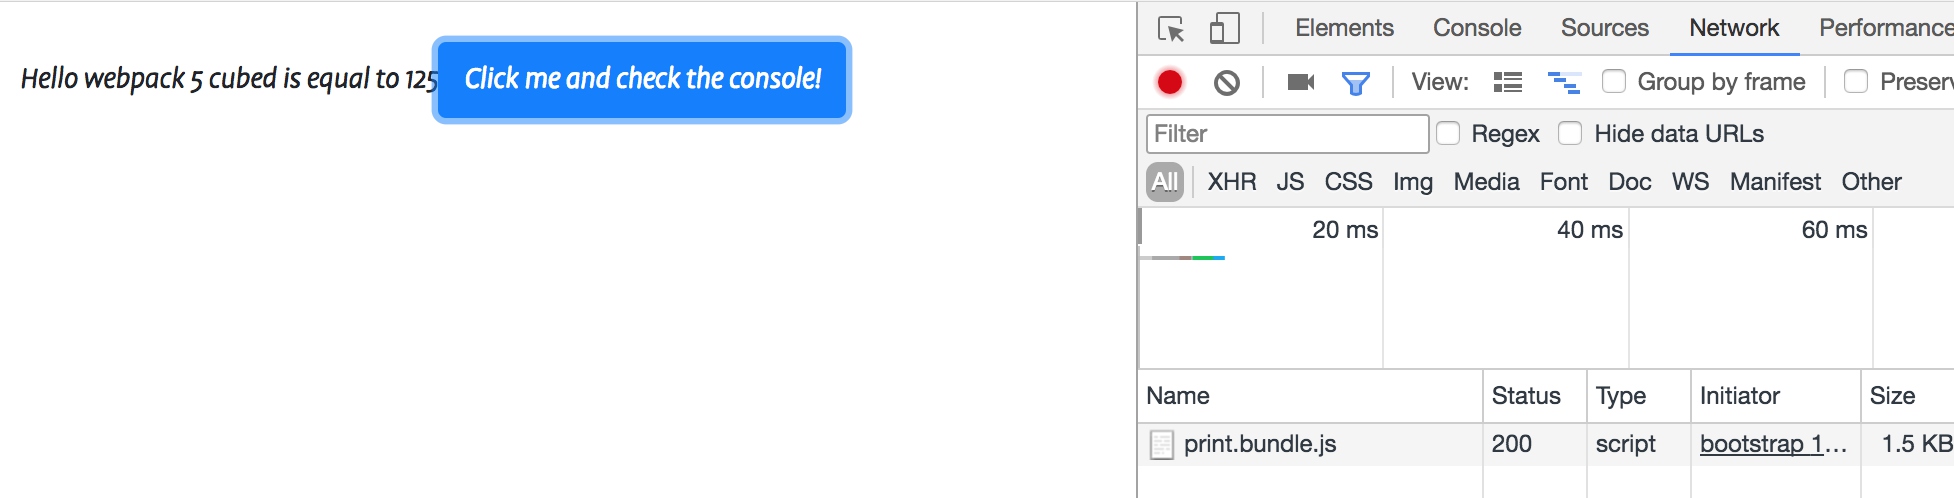 Hello webpack 5 cubed is equal to 125 Click me and check the console!
Elements Console Sources Network Performance
View: Group by frame Preserv
Filter Regex Hide data URLs
All XHR JS CSS Img Media Font Doc WS Manifest Other
20 ms 40 ms 60 ms
Name Status Type Initiator Size
print.bundle.js 200 script bootstrap 1... 1.5 KB